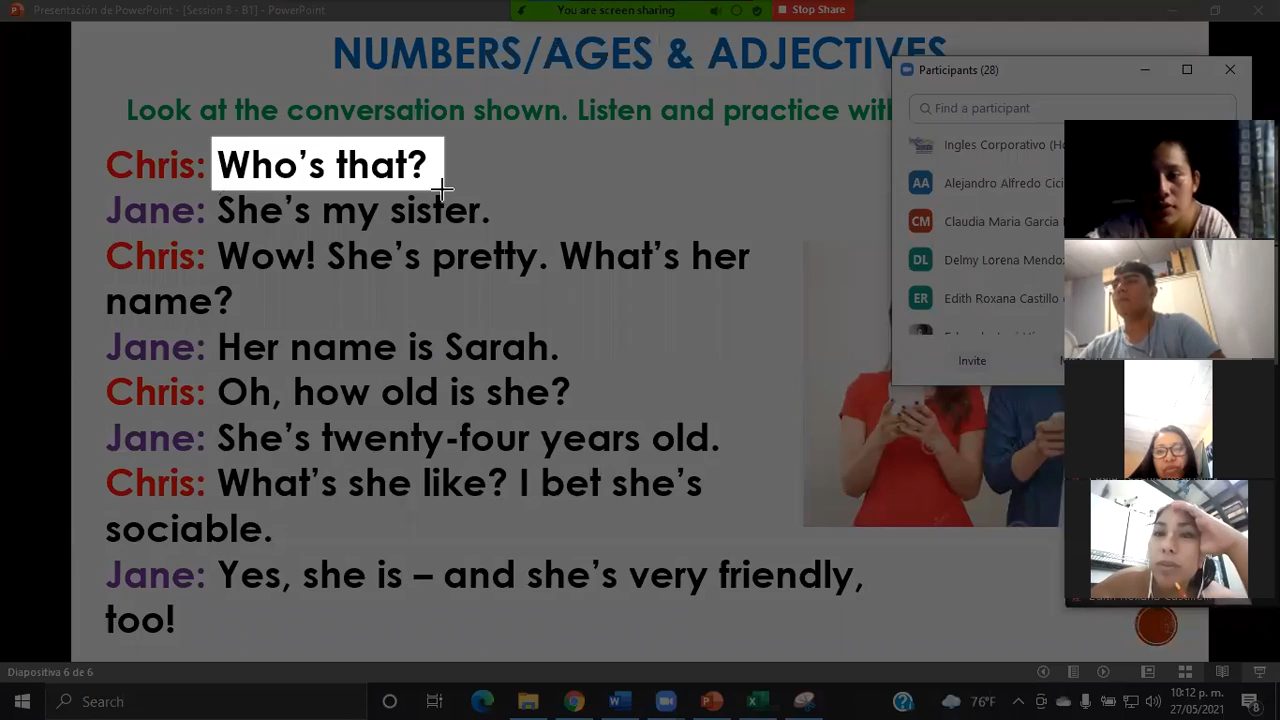 Presentación de PowerPoint - [Session 8 - B1] - PowerPoint
You are screen sharing
Stop Share
NUMBERS/AGES & ADJECTIVES
Look at the conversation shown. Listen and practice with
Chris: Who's that?
Jane: She's my sister.
Chris: Wow! She's pretty. What's her
name?
Jane: Her name is Sarah.
Chris: Oh, how old is she?
Jane: She's twenty-four years old.
Chris: What's she like? I bet she's
sociable.
Jane: Yes, she is – and she's very friendly,
too!
Participants (28)
Find a participant
Ingles Corporativo (Ho
AA Alejandro Alfredo Cici
CM Claudia Maria Garcia
DL Delmy Lorena Mendoz
ER Edith Roxana Castillo
Invite
Diapositiva 6 de 6
Search
76°F
10:12 p. m.
27/05/2021
8